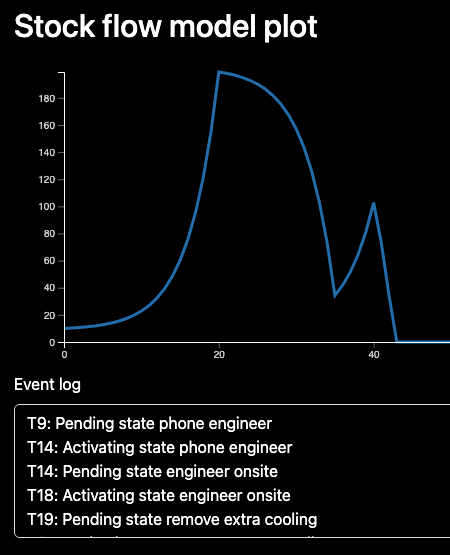 Stock flow model plot
180
160
140
120
100
80
60
40
20
0
0 20 40
Event log
T9: Pending state phone engineer
T14: Activating state phone engineer
T14: Pending state engineer onsite
T18: Activating state engineer onsite
T19: Pending state remove extra cooling